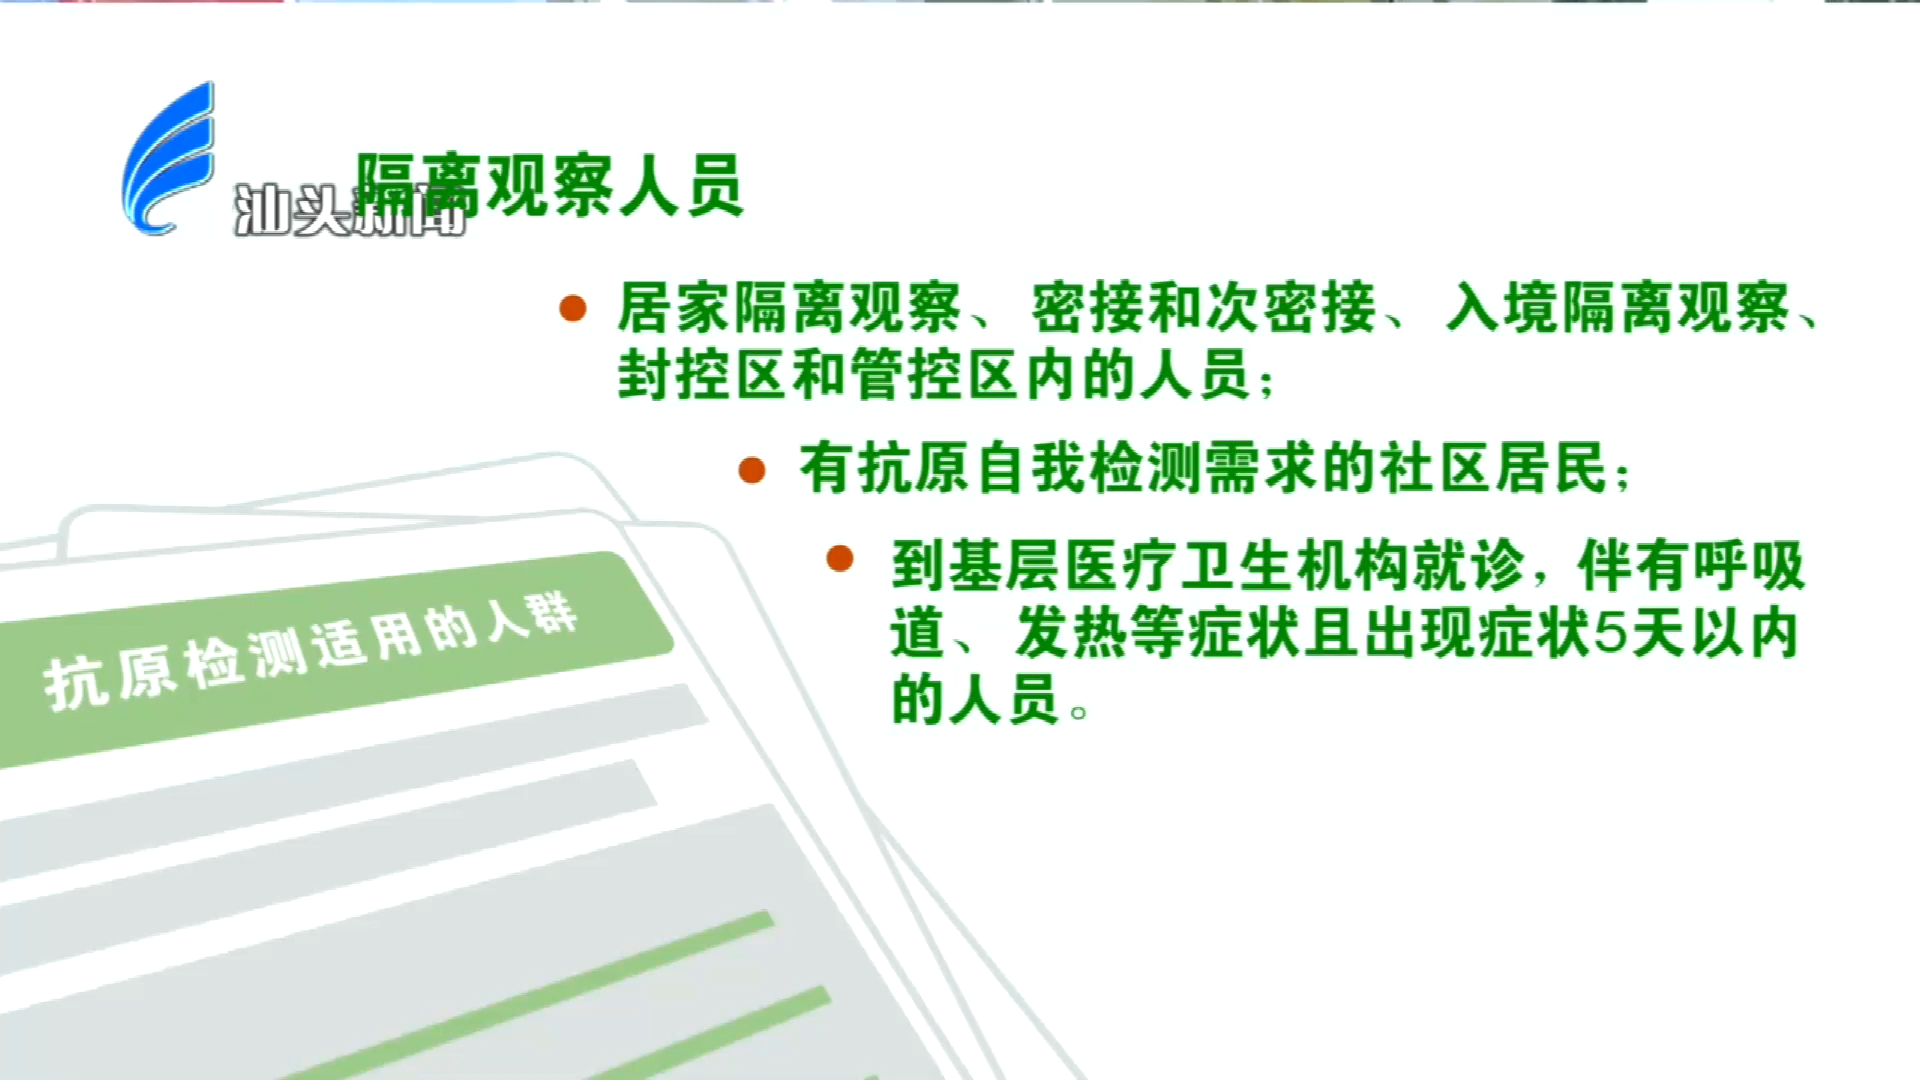 隔离观察人员
汕头新闻
居家隔离观察、密接和次密接、入境隔离观察、
封控区和管控区内的人员;
有抗原自我检测需求的社区居民;
到基层医疗卫生机构就诊,伴有呼吸
道、发热等症状且出现症状5天以内
的人员。
抗原检测适用的人群